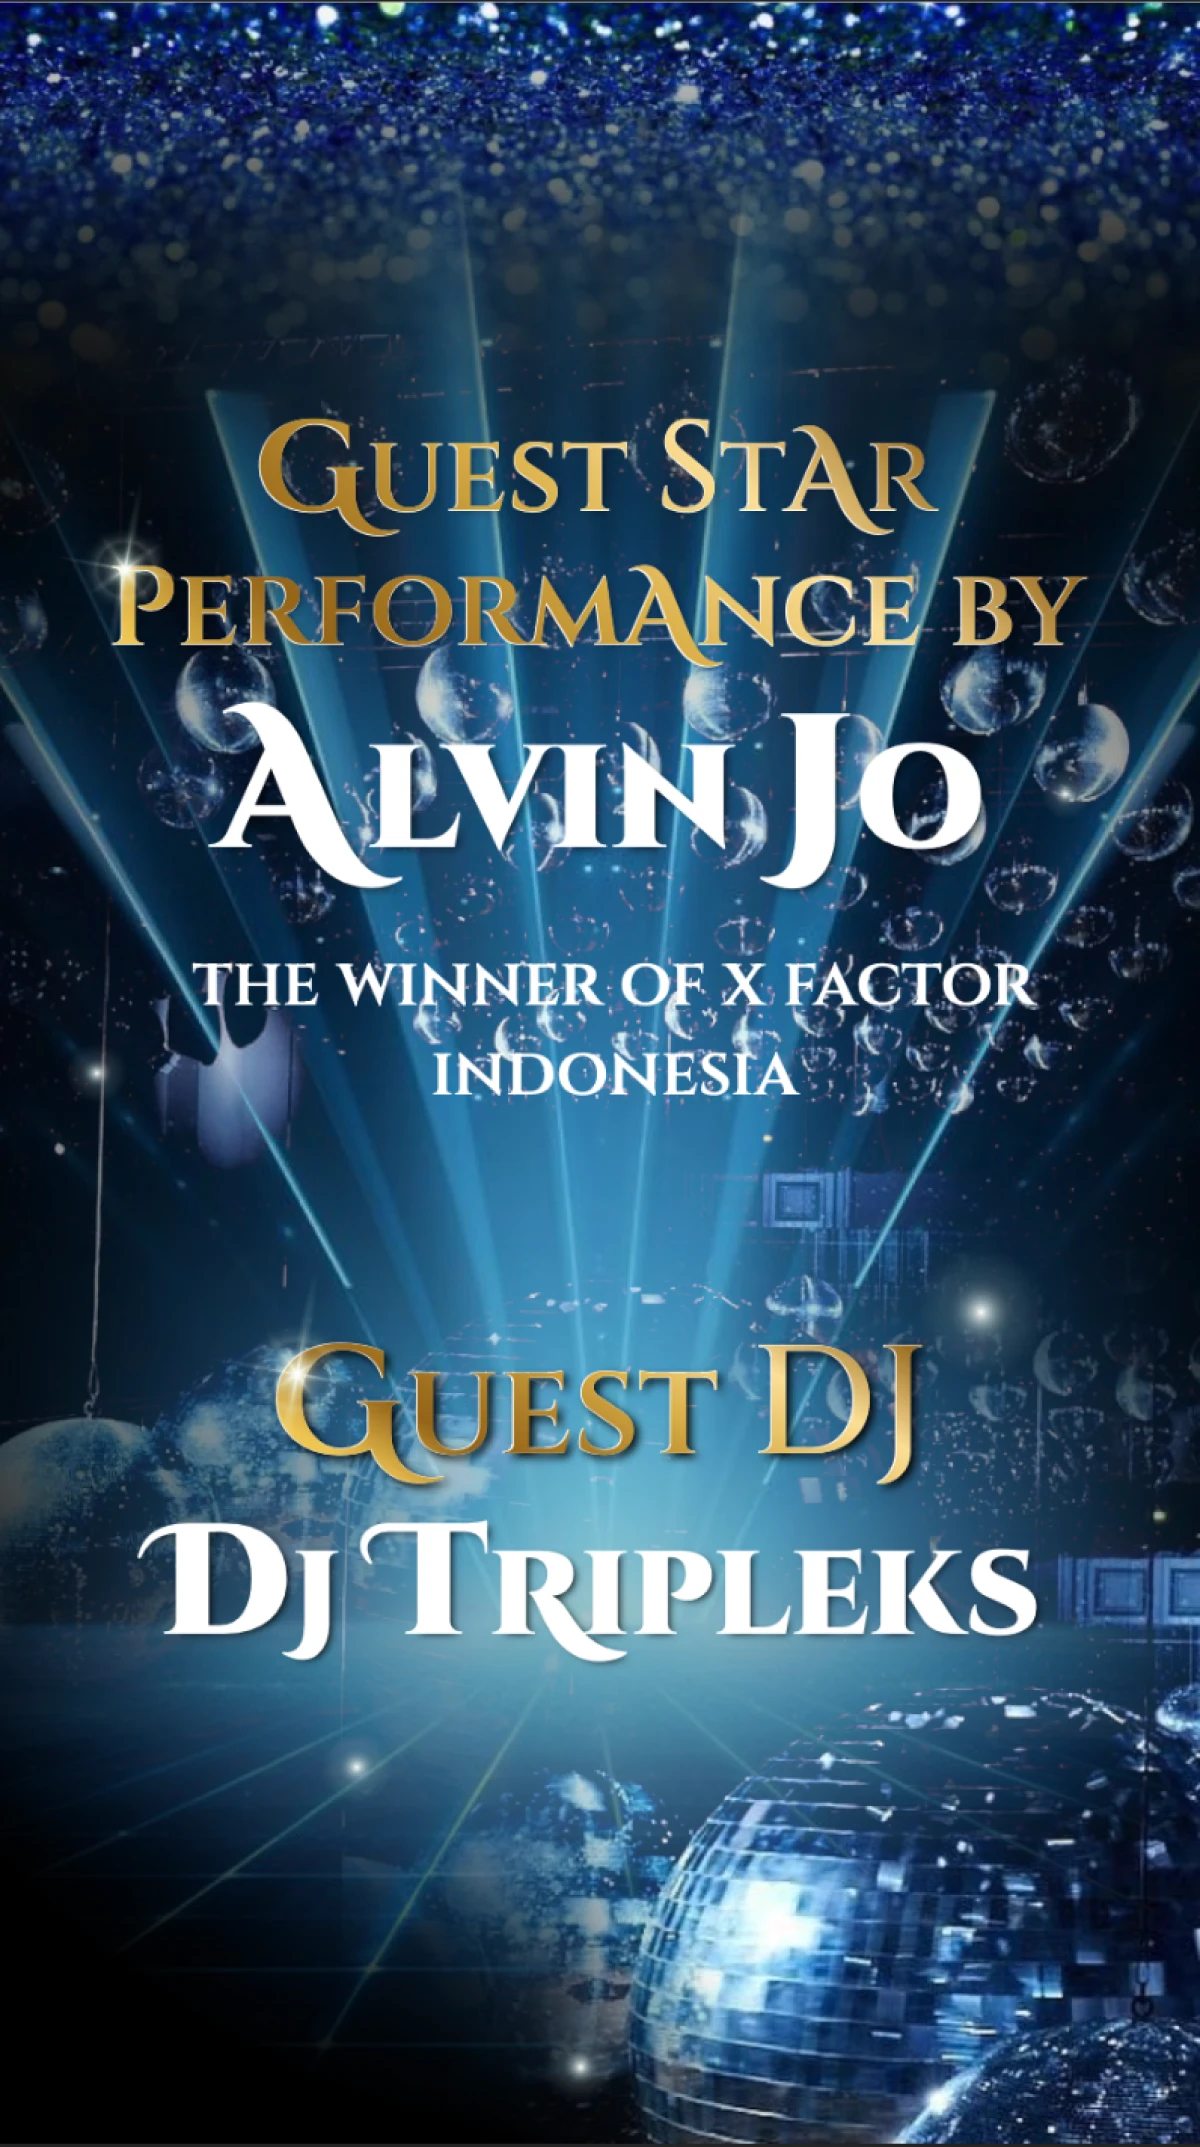 Guest Star
Performance by
Alvin Jo
THE WINNER OF X FACTOR
INDONESIA
Guest DJ
Dj Tripleks